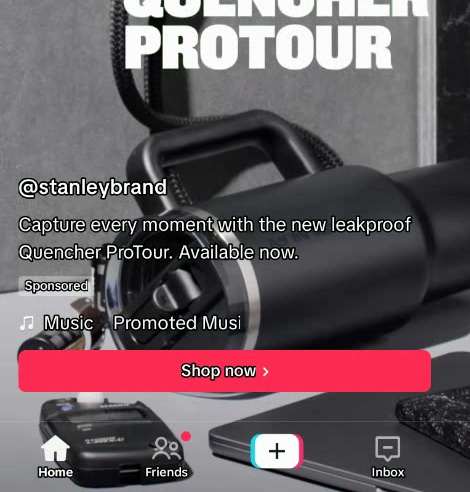 QUENCHER
PROTOUR
@stanleybrand
Capture every moment with the new leakproof
Quencher ProTour. Available now.
Sponsored
Music Promoted Musi
Shop now
Home Friends Inbox